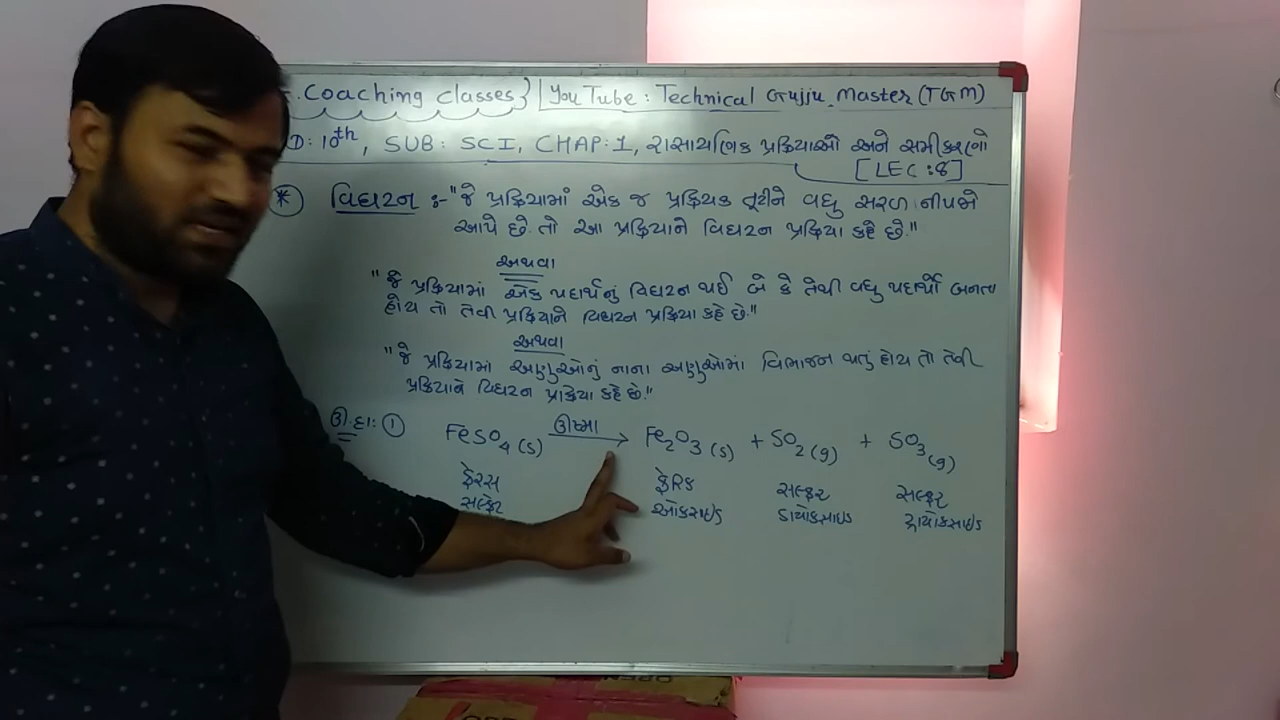 . Coaching classes} | YouTube : Technical Gujju Master (TGM)
D: 10th, SUB: SCI, CHAP: 1, રાસાયણિક પ્રક્રિયાઓ અને સમીકરણો
[LEC : 8]
* વિઘટન :- "જે પ્રક્રિયામાં એક જ પ્રક્રિયક તૂટીને વધુ સરળ નીપજો
આપે છે. તો આ પ્રક્રિયાને વિઘટન પ્રક્રિયા કહે છે."
અથવા
"જે પ્રક્રિયામાં એક પદાર્થનું વિઘટન થઈ બે કે તેથી વધુ પદાર્થો બનતા
હોય તો તેવી પ્રક્રિયાને વિઘટન પ્રક્રિયા કહે છે."
અથવા
"જે પ્રક્રિયામાં અણુઓનું નાના અણુઓમાં વિભાજન થતું હોય તો તેવી
પ્રક્રિયાને વિઘટન પ્રક્રિયા કહે છે."
ઊ.દા: ① FeSO4 (s) ઊષ્મા → Fe2O3 (s) + SO2 (g) + SO3 (g)
ફેરસ ફેરિક સલ્ફર સલ્ફર
સલ્ફેટ ઓક્સાઇડ ડાયોક્સાઇડ ટ્રાયોક્સાઇડ